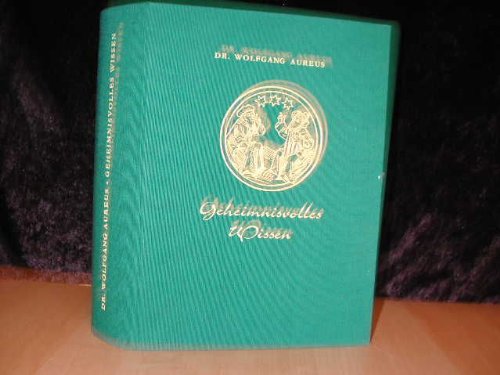 DR. WOLFGANG AUREUS
Geheimnisvolles
Wissen
DR. WOLFGANG AUREUS · GEHEIMNISVOLLES WISSEN